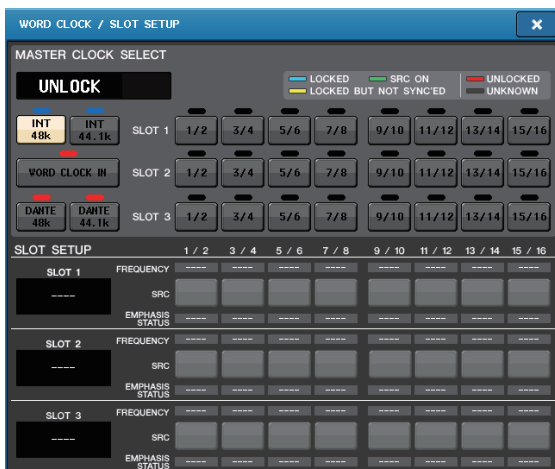 WORD CLOCK / SLOT SETUP
MASTER CLOCK SELECT
UNLOCK
LOCKED SRC ON UNLOCKED
LOCKED BUT NOT SYNC'ED UNKNOWN
INT 48k INT 44.1k SLOT 1 1/2 3/4 5/6 7/8 9/10 11/12 13/14 15/16
WORD CLOCK IN SLOT 2 1/2 3/4 5/6 7/8 9/10 11/12 13/14 15/16
DANTE 48k DANTE 44.1k SLOT 3 1/2 3/4 5/6 7/8 9/10 11/12 13/14 15/16
SLOT SETUP 1 / 2 3 / 4 5 / 6 7 / 8 9 / 10 11 / 12 13 / 14 15 / 16
SLOT 1 FREQUENCY ---- ---- ---- ---- ---- ---- ---- ----
---- SRC
EMPHASIS STATUS ---- ---- ---- ---- ---- ---- ---- ----
SLOT 2 FREQUENCY ---- ---- ---- ---- ---- ---- ---- ----
---- SRC
EMPHASIS STATUS ---- ---- ---- ---- ---- ---- ---- ----
SLOT 3 FREQUENCY ---- ---- ---- ---- ---- ---- ---- ----
---- SRC
EMPHASIS STATUS ---- ---- ---- ---- ---- ---- ---- ----